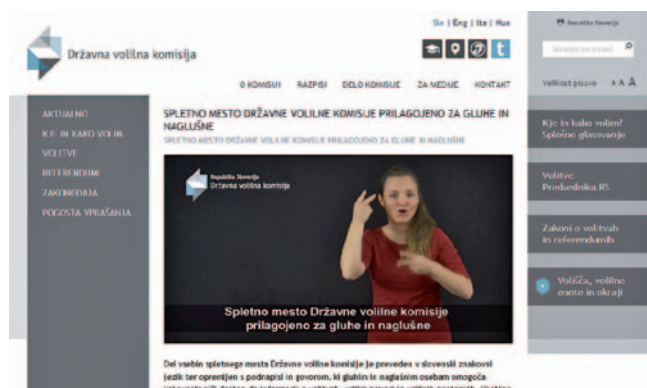 Slo | Eng | Ita | Hun
Republika Slovenija
Državna volilna komisija
Iskanje po strani
O KOMISIJI
RAZPISI
DELO KOMISIJE
ZA MEDIJE
KONTAKT
Velikost pisave A A A
AKTUALNO
KJE IN KAKO VOLIM
VOLITVE
REFERENDUMI
ZAKONODAJA
POGOSTA VPRAŠANJA
SPLETNO MESTO DRŽAVNE VOLILNE KOMISIJE PRILAGOJENO ZA GLUHE IN
NAGLUŠNE
SPLETNO MESTO DRŽAVNE VOLILNE KOMISIJE PRILAGOJENO ZA GLUHE IN NAGLUŠNE
Republika Slovenija
Državna volilna komisija
Spletno mesto Državne volilne komisije
prilagojeno za gluhe in naglušne
Kje in kako volim?
Splošno glasovanje
Volitve
Predsednika RS
Zakoni o volitvah
in referendumih
Volišča, volilne
enote in okraji
Del vsebin spletnega mesta Državne volilne komisije je preveden v slovenski znakovni
jezik ter opremljen s podnapisi in govorom, ki gluhim in naglušnim osebam omogoča